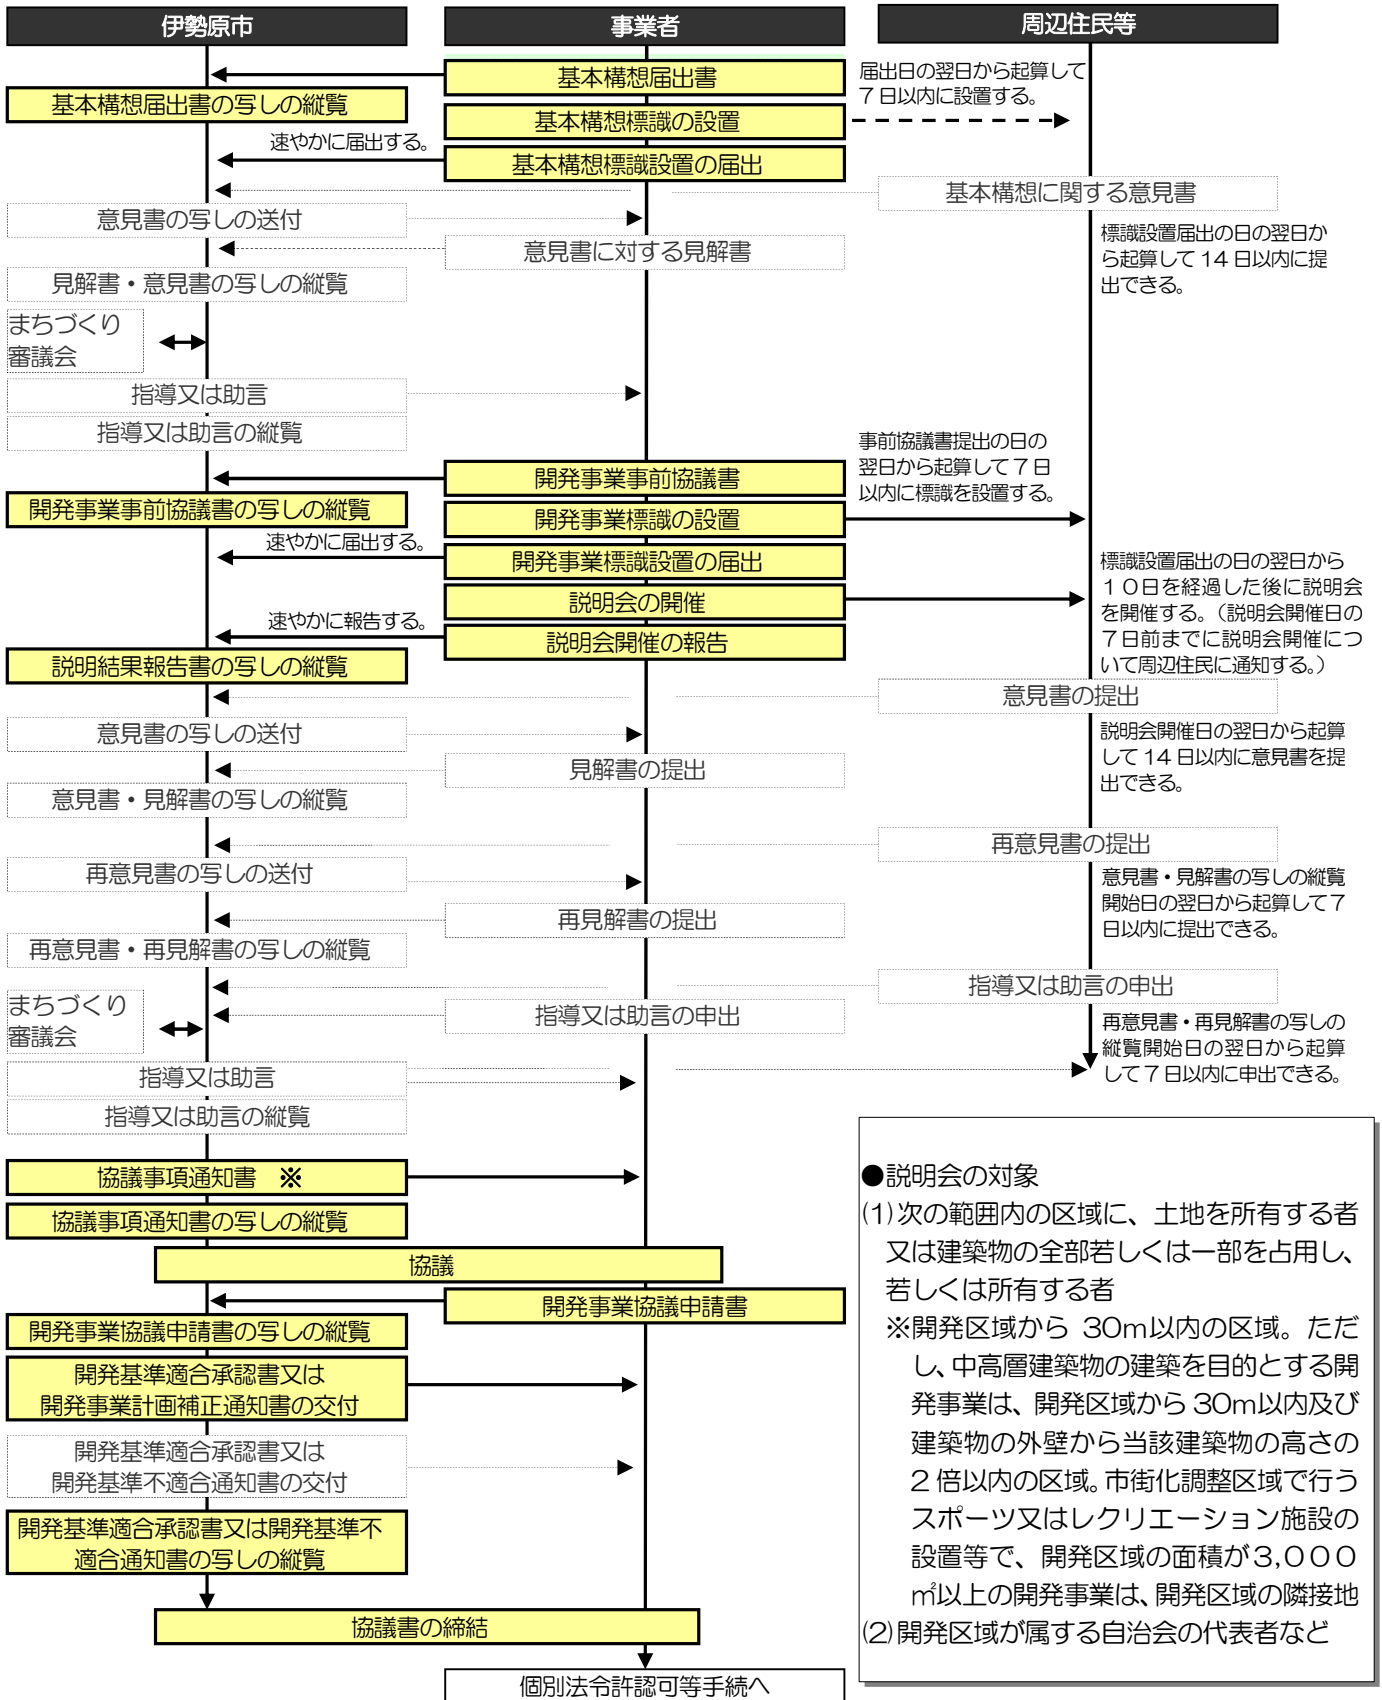 伊勢原市
事業者
周辺住民等
基本構想届出書
届出日の翌日から起算して
7日以内に設置する。
基本構想届出書の写しの縦覧
基本構想標識の設置
速やかに届出する。
基本構想標識設置の届出
基本構想に関する意見書
意見書の写しの送付
標識設置届出の日の翌日か
ら起算して 14 日以内に提
出できる。
意見書に対する見解書
見解書・意見書の写しの縦覧
まちづくり
審議会
指導又は助言
指導又は助言の縦覧
事前協議書提出の日の
翌日から起算して7日
以内に標識を設置する。
開発事業事前協議書
開発事業事前協議書の写しの縦覧
開発事業標識の設置
速やかに届出する。
開発事業標識設置の届出
標識設置届出の日の翌日から
10日を経過した後に説明会
を開催する。(説明会開催日の
7日前までに説明会開催につ
いて周辺住民に通知する。)
説明会の開催
速やかに報告する。
説明会開催の報告
説明結果報告書の写しの縦覧
意見書の提出
意見書の写しの送付
説明会開催日の翌日から起算
して 14 日以内に意見書を提
出できる。
見解書の提出
意見書・見解書の写しの縦覧
再意見書の提出
再意見書の写しの送付
意見書・見解書の写しの縦覧
開始日の翌日から起算して7
日以内に提出できる。
再見解書の提出
再意見書・再見解書の写しの縦覧
指導又は助言の申出
まちづくり
審議会
指導又は助言の申出
再意見書・再見解書の写しの
縦覧開始日の翌日から起算
して7日以内に申出できる。
指導又は助言
指導又は助言の縦覧
協議事項通知書 ※
協議事項通知書の写しの縦覧
協議
開発事業協議申請書
開発事業協議申請書の写しの縦覧
開発基準適合承認書又は
開発事業計画補正通知書の交付
開発基準適合承認書又は
開発基準不適合通知書の交付
開発基準適合承認書又は開発基準不
適合通知書の写しの縦覧
協議書の締結
個別法令許認可等手続へ
●説明会の対象
(1)次の範囲内の区域に、土地を所有する者
又は建築物の全部若しくは一部を占用し、
若しくは所有する者
※開発区域から 30m以内の区域。ただ
し、中高層建築物の建築を目的とする開
発事業は、開発区域から 30m以内及び
建築物の外壁から当該建築物の高さの
2倍以内の区域。市街化調整区域で行う
スポーツ又はレクリエーション施設の
設置等で、開発区域の面積が3,000
㎡以上の開発事業は、開発区域の隣接地
(2)開発区域が属する自治会の代表者など